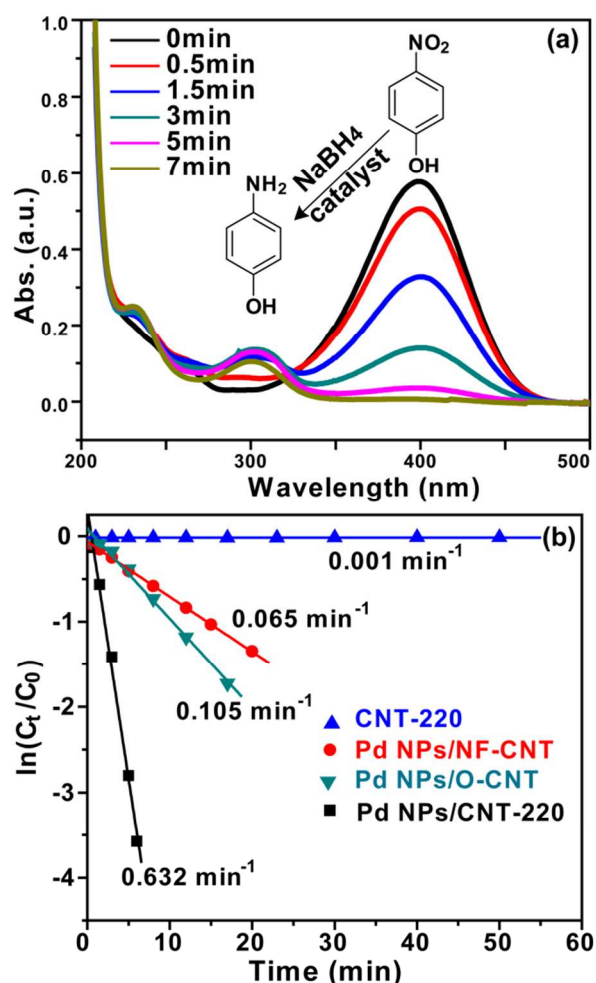 (a)
0min
0.5min
1.5min
3min
5min
7min
NO₂
OH
NaBH₄
catalyst
NH₂
OH
Abs. (a.u.)
1.0
0.8
0.6
0.4
0.2
0.0
200 300 400 500
Wavelength (nm)
(b)
0.001 min⁻¹
0.065 min⁻¹
0.105 min⁻¹
0.632 min⁻¹
CNT-220
Pd NPs/NF-CNT
Pd NPs/O-CNT
Pd NPs/CNT-220
ln(Cₜ/C₀)
0
-1
-2
-3
-4
0 10 20 30 40 50 60
Time (min)